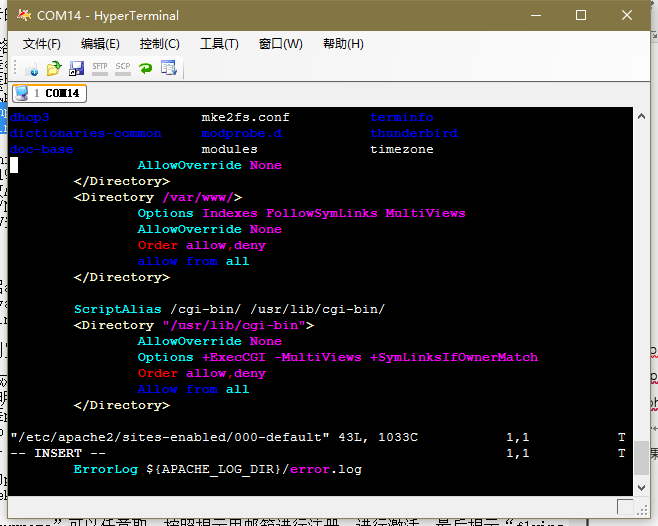 COM14 - HyperTerminal
文件(F) 编辑(E) 控制(C) 工具(T) 窗口(W) 帮助(H)
SFTP SCP
1 COM14
dhcp3 mke2fs.conf terminfo
dictionaries-common modprobe.d thunderbird
doc-base modules timezone
AllowOverride None
</Directory>
<Directory /var/www/>
Options Indexes FollowSymLinks MultiViews
AllowOverride None
Order allow,deny
allow from all
</Directory>
ScriptAlias /cgi-bin/ /usr/lib/cgi-bin/
<Directory "/usr/lib/cgi-bin">
AllowOverride None
Options +ExecCGI -MultiViews +SymLinksIfOwnerMatch
Order allow,deny
Allow from all
</Directory>
"/etc/apache2/sites-enabled/000-default" 43L, 1033C 1,1 T
-- INSERT -- 1,1 T
ErrorLog ${APACHE_LOG_DIR}/error.log